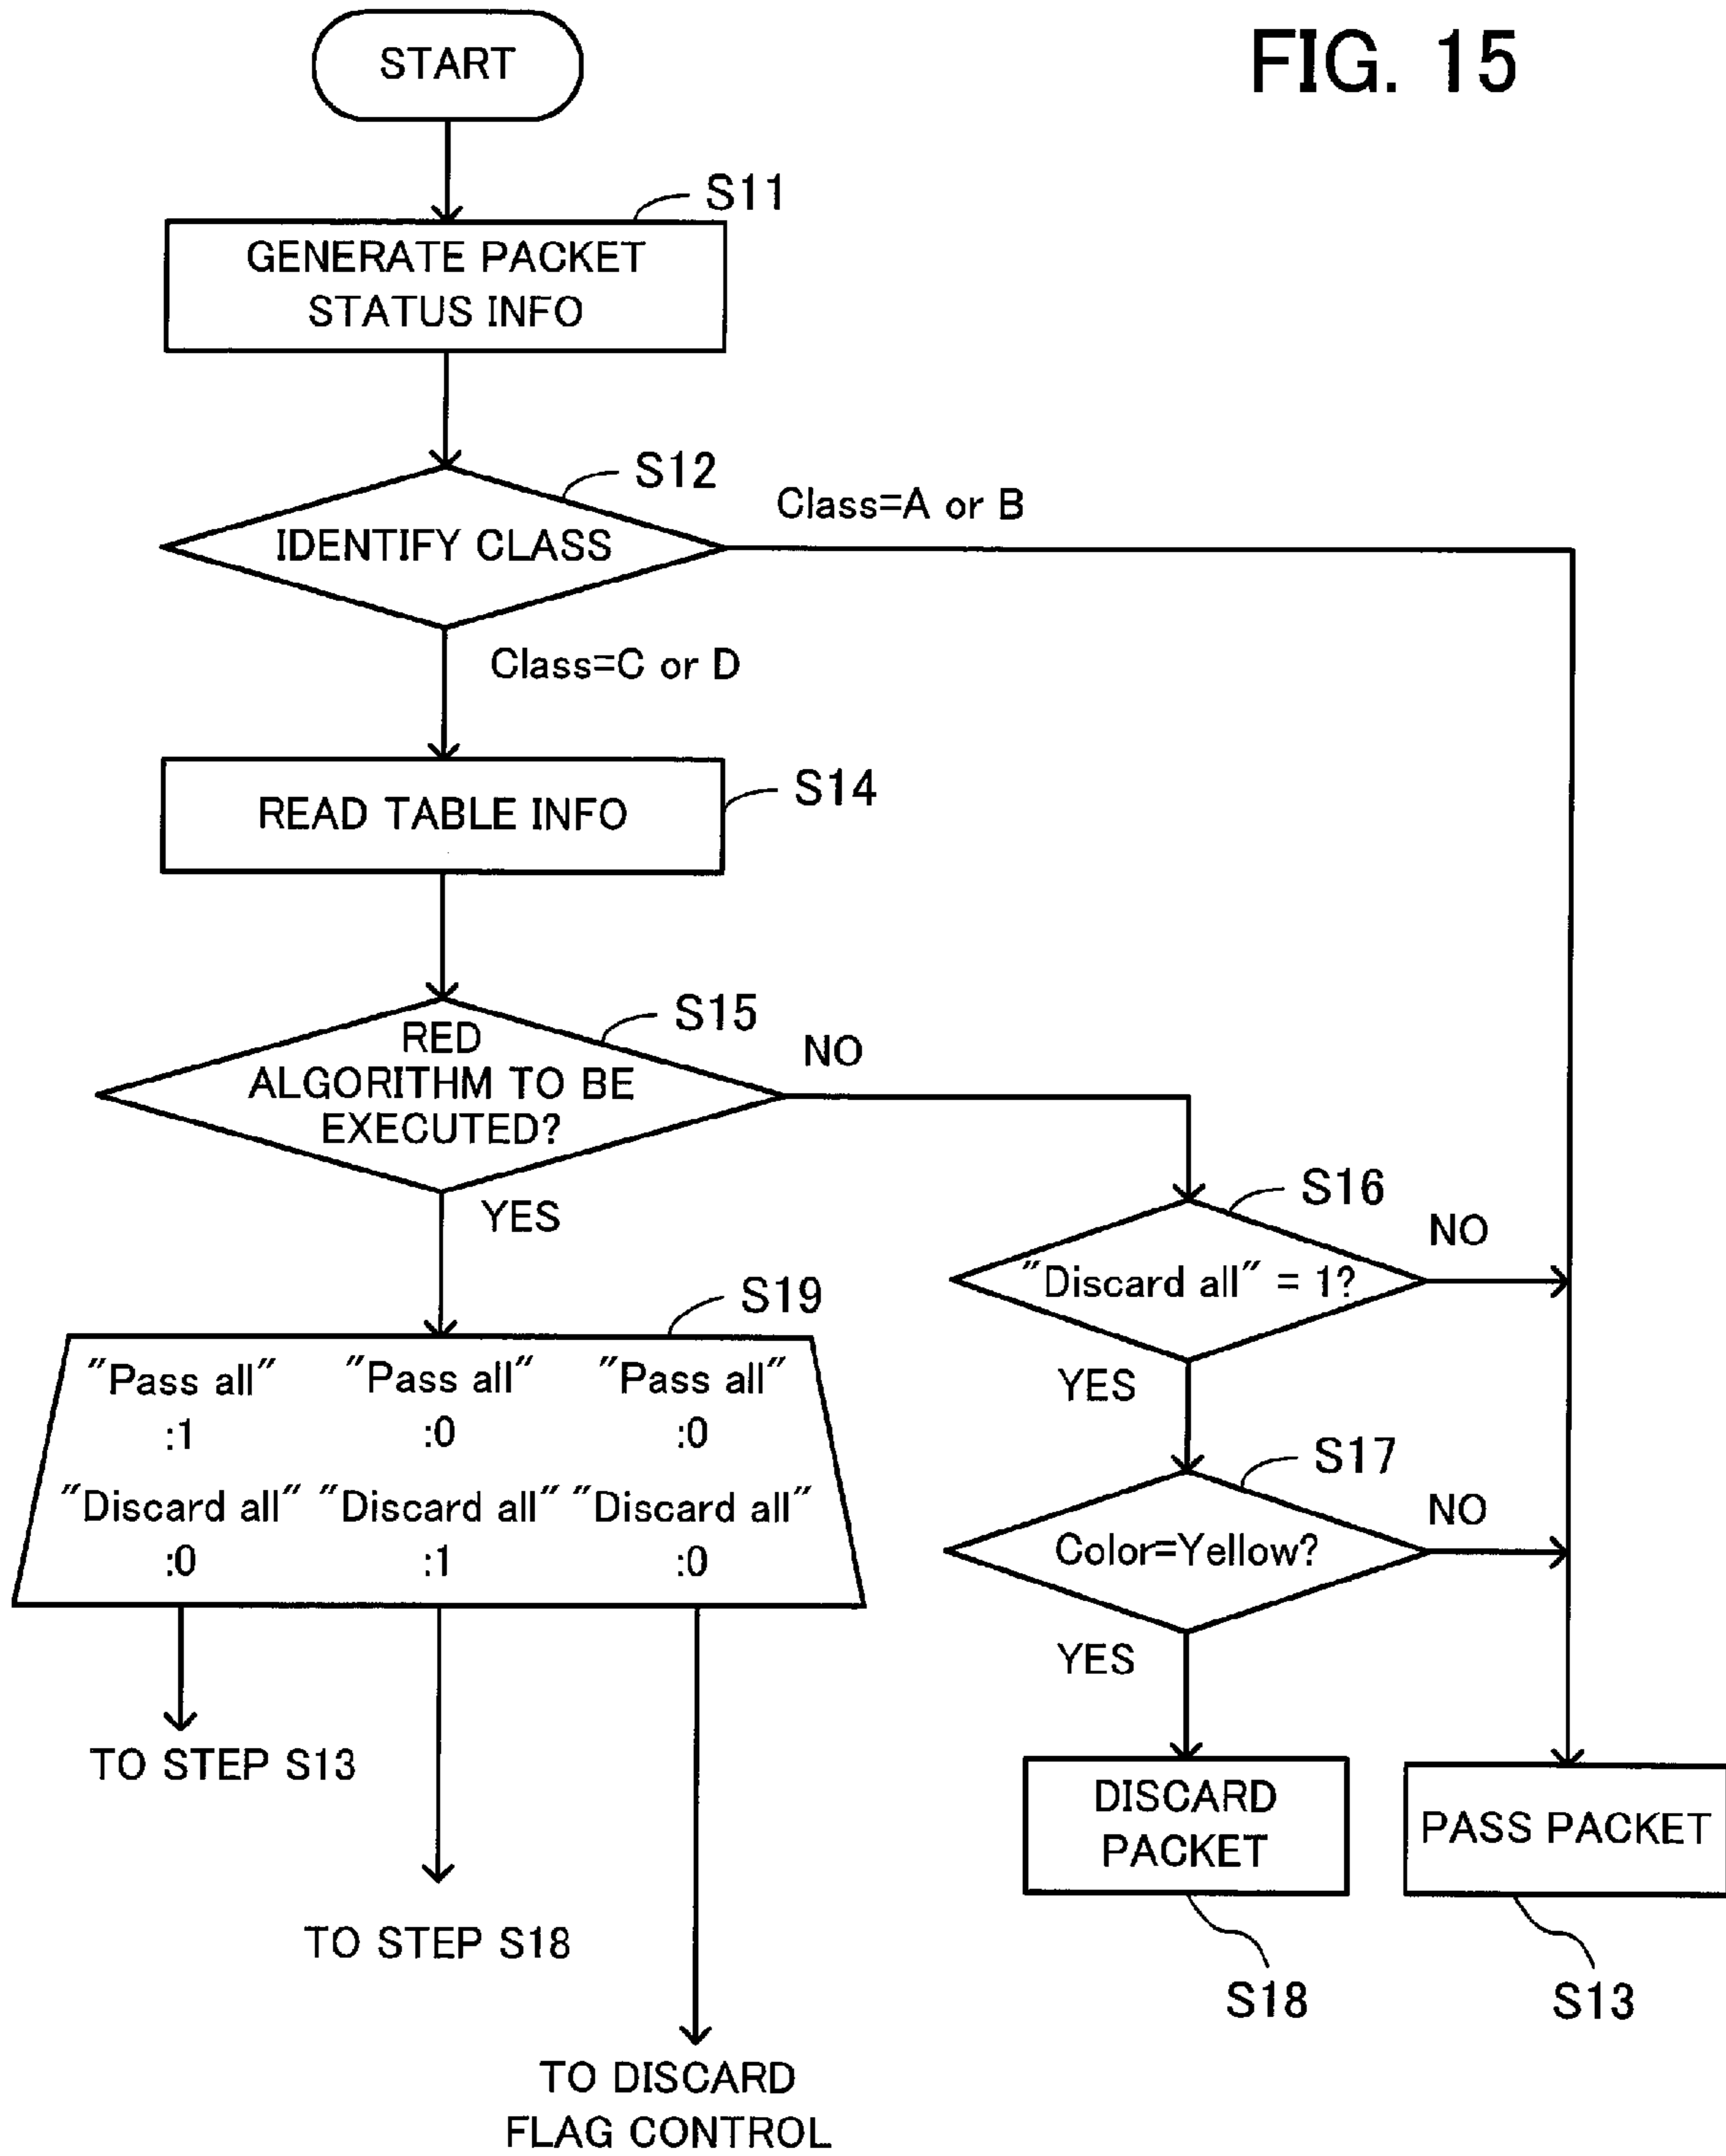 FIG. 15
START
S11
GENERATE PACKET
STATUS INFO
S12
IDENTIFY CLASS
Class=A or B
Class=C or D
S14
READ TABLE INFO
S15
RED
ALGORITHM TO BE
EXECUTED?
NO
YES
S16
"Discard all" = 1?
NO
YES
S17
Color=Yellow?
NO
YES
S19
"Pass all" "Pass all" "Pass all"
:1 :0 :0
"Discard all" "Discard all" "Discard all"
:0 :1 :0
TO STEP S13
TO STEP S18
TO DISCARD
FLAG CONTROL
DISCARD
PACKET
S18
PASS PACKET
S13